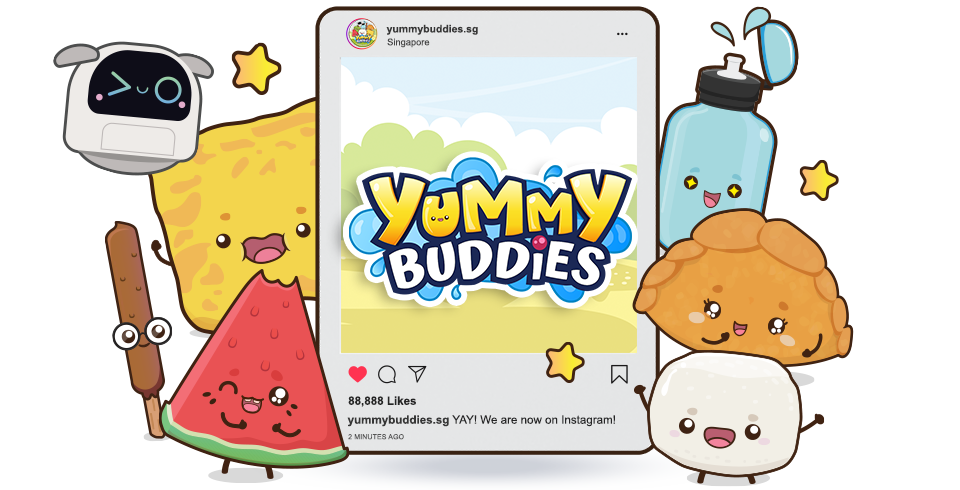 yummybuddies.sg
Singapore
YUMMY
BUDDIES
88,888 Likes
yummybuddies.sg YAY! We are now on Instagram!
2 MINUTES AGO